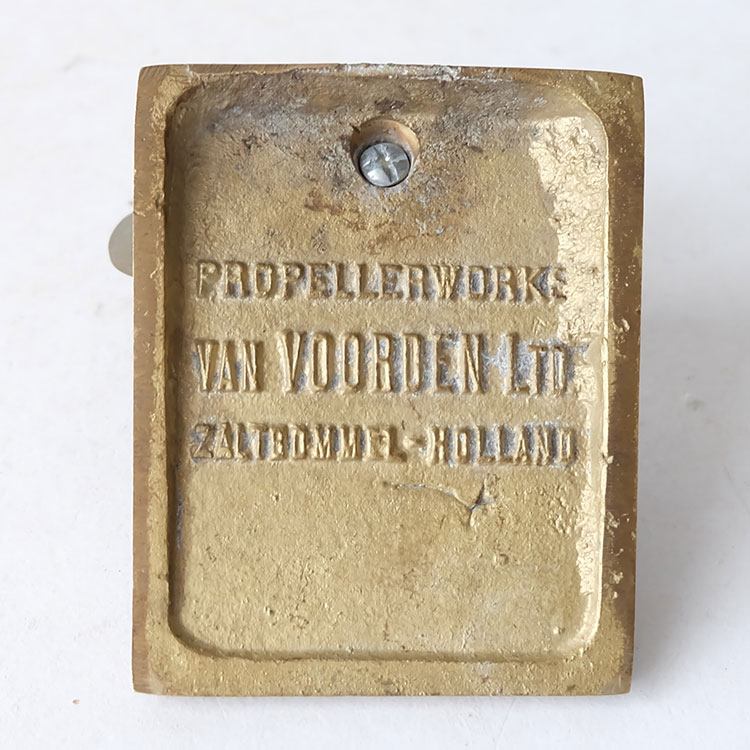 PROPELLERWORKS
VAN VOORDEN LTD
ZALTBOMMEL-HOLLAND